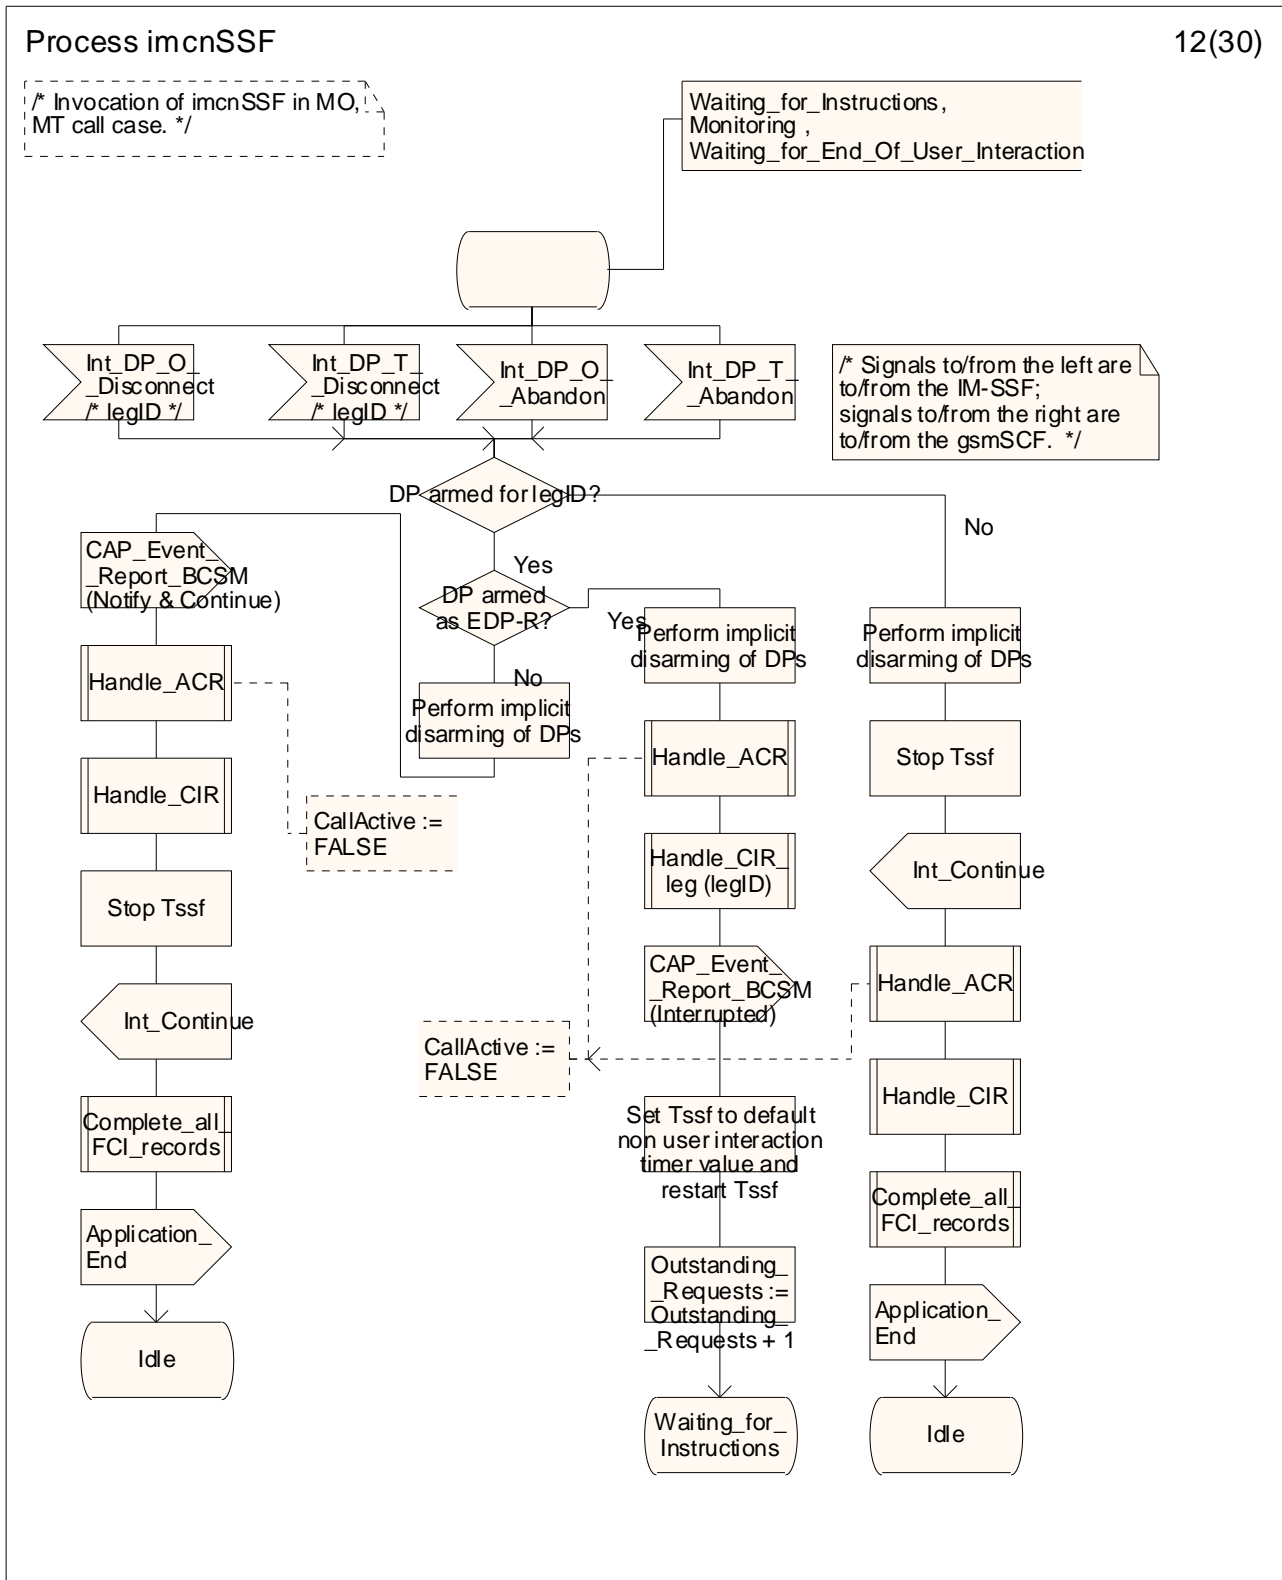 Process imcnSSF
12(30)
/* Invocation of imcnSSF in MO,
MT call case. */
Waiting_for_Instructions,
Monitoring ,
Waiting_for_End_Of_User_Interaction
Int_DP_O_
_Disconnect
/* legID */
Int_DP_T_
_Disconnect
/* legID */
Int_DP_O_
_Abandon
Int_DP_T_
_Abandon
/* Signals to/from the left are
to/from the IM-SSF;
signals to/from the right are
to/from the gsmSCF.  */
DP armed for legID?
No
Yes
CAP_Event_
_Report_BCSM
(Notify & Continue)
DP armed
as EDP-R?
Yes
No
Perform implicit
disarming of DPs
Perform implicit
disarming of DPs
Perform implicit
disarming of DPs
Handle_ACR
Handle_CIR
CallActive :=
FALSE
Stop Tssf
Int_Continue
Complete_all_
FCI_records
Application_
End
Idle
Handle_ACR
Handle_CIR_
leg (legID)
CAP_Event_
_Report_BCSM
(Interrupted)
CallActive :=
FALSE
Set Tssf to default
non user interaction
timer value and
restart Tssf
Outstanding_
_Requests :=
Outstanding_
_Requests + 1
Waiting_for_
Instructions
Stop Tssf
Int_Continue
Handle_ACR
Handle_CIR
Complete_all_
FCI_records
Application_
End
Idle